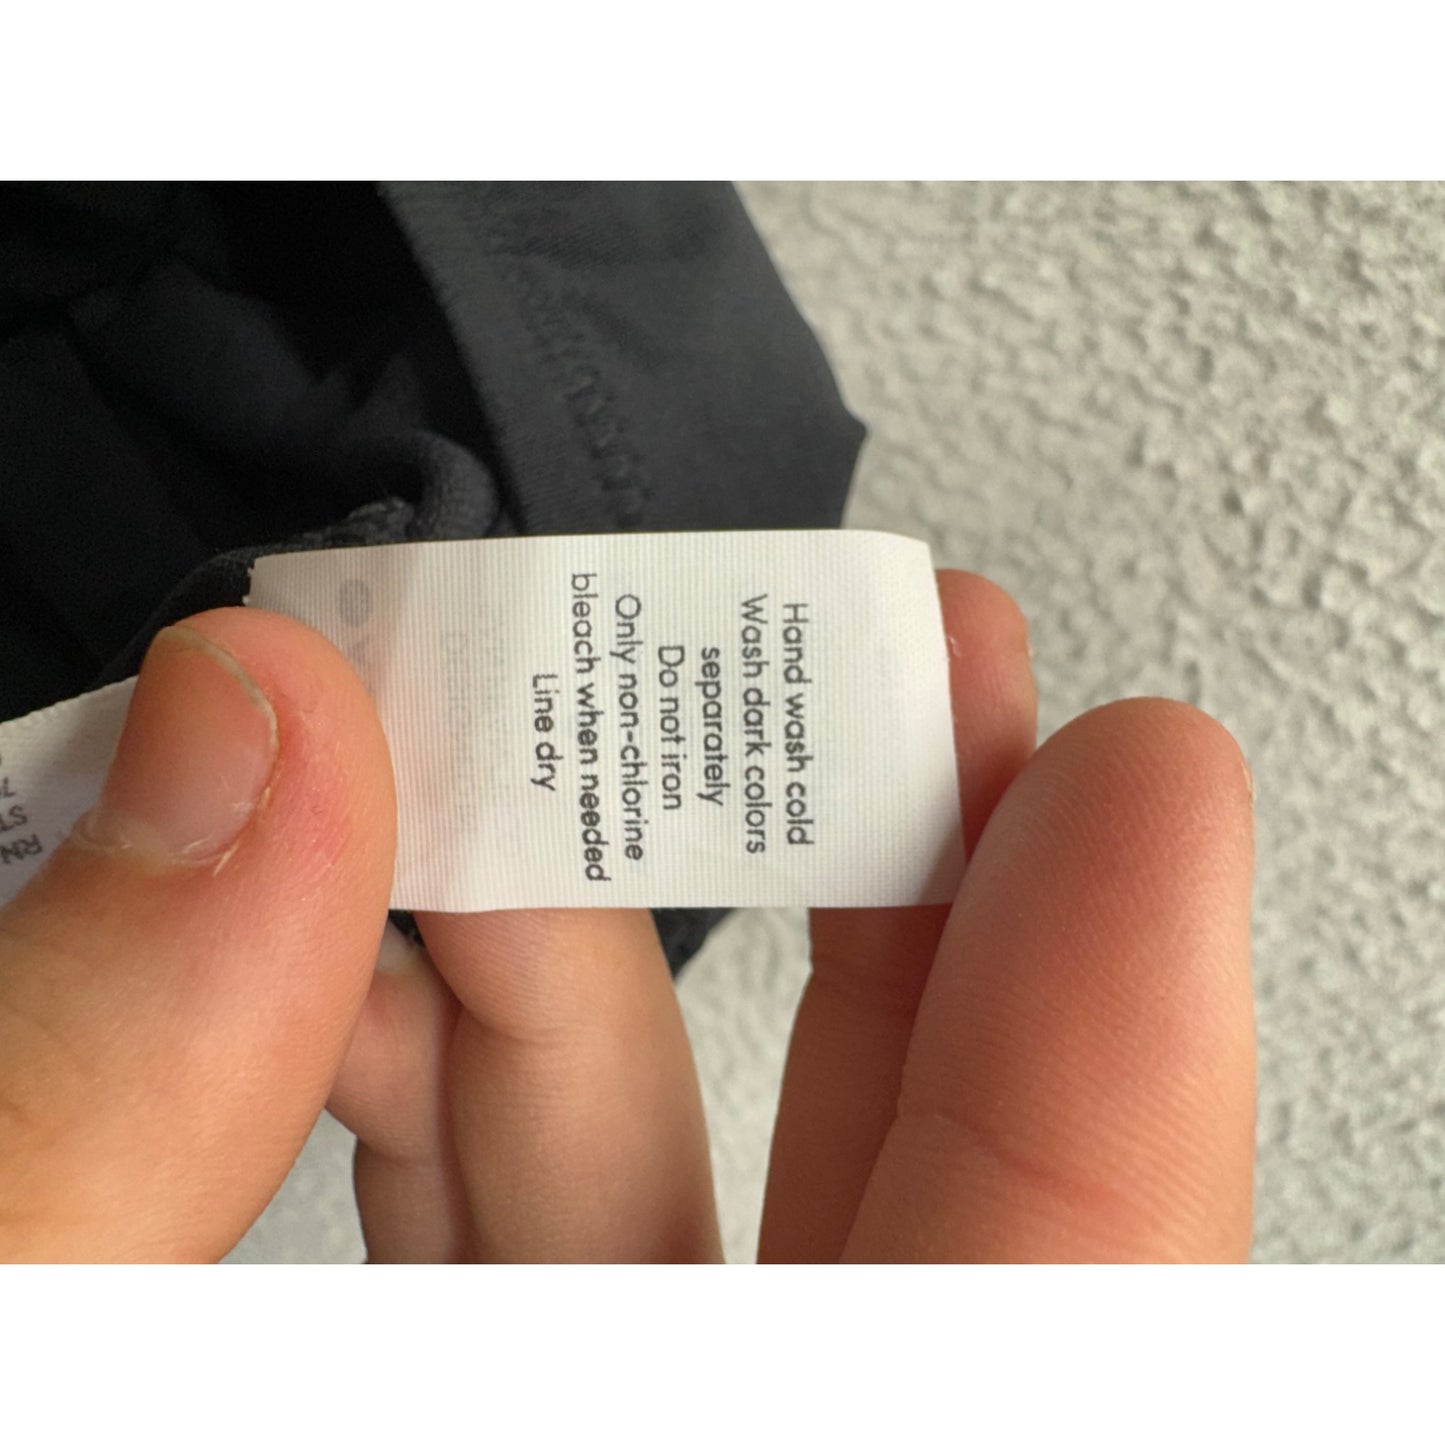 Hand wash cold
Wash dark colors
separately
Do not iron
Only non-chlorine
bleach when needed
Line dry